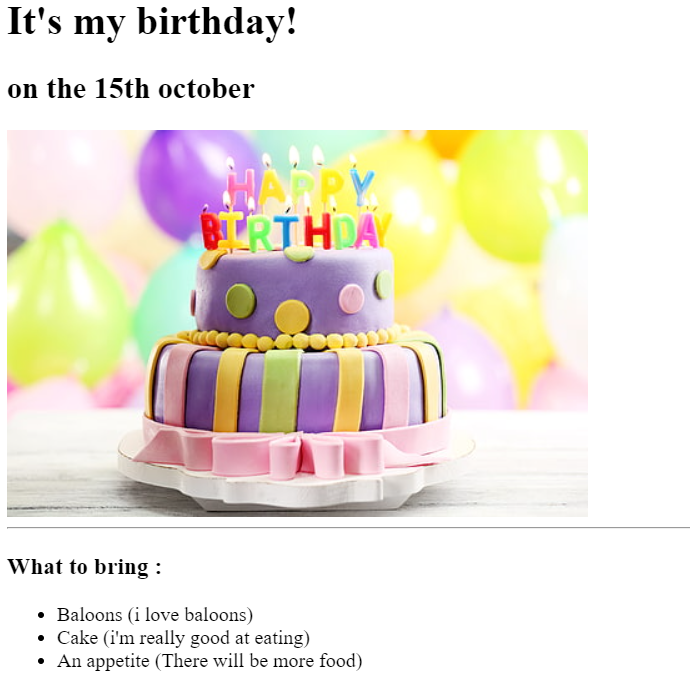 It's my birthday!
on the 15th october
HAPPY
BIRTHDAY
What to bring :
Baloons (i love baloons)
Cake (i'm really good at eating)
An appetite (There will be more food)